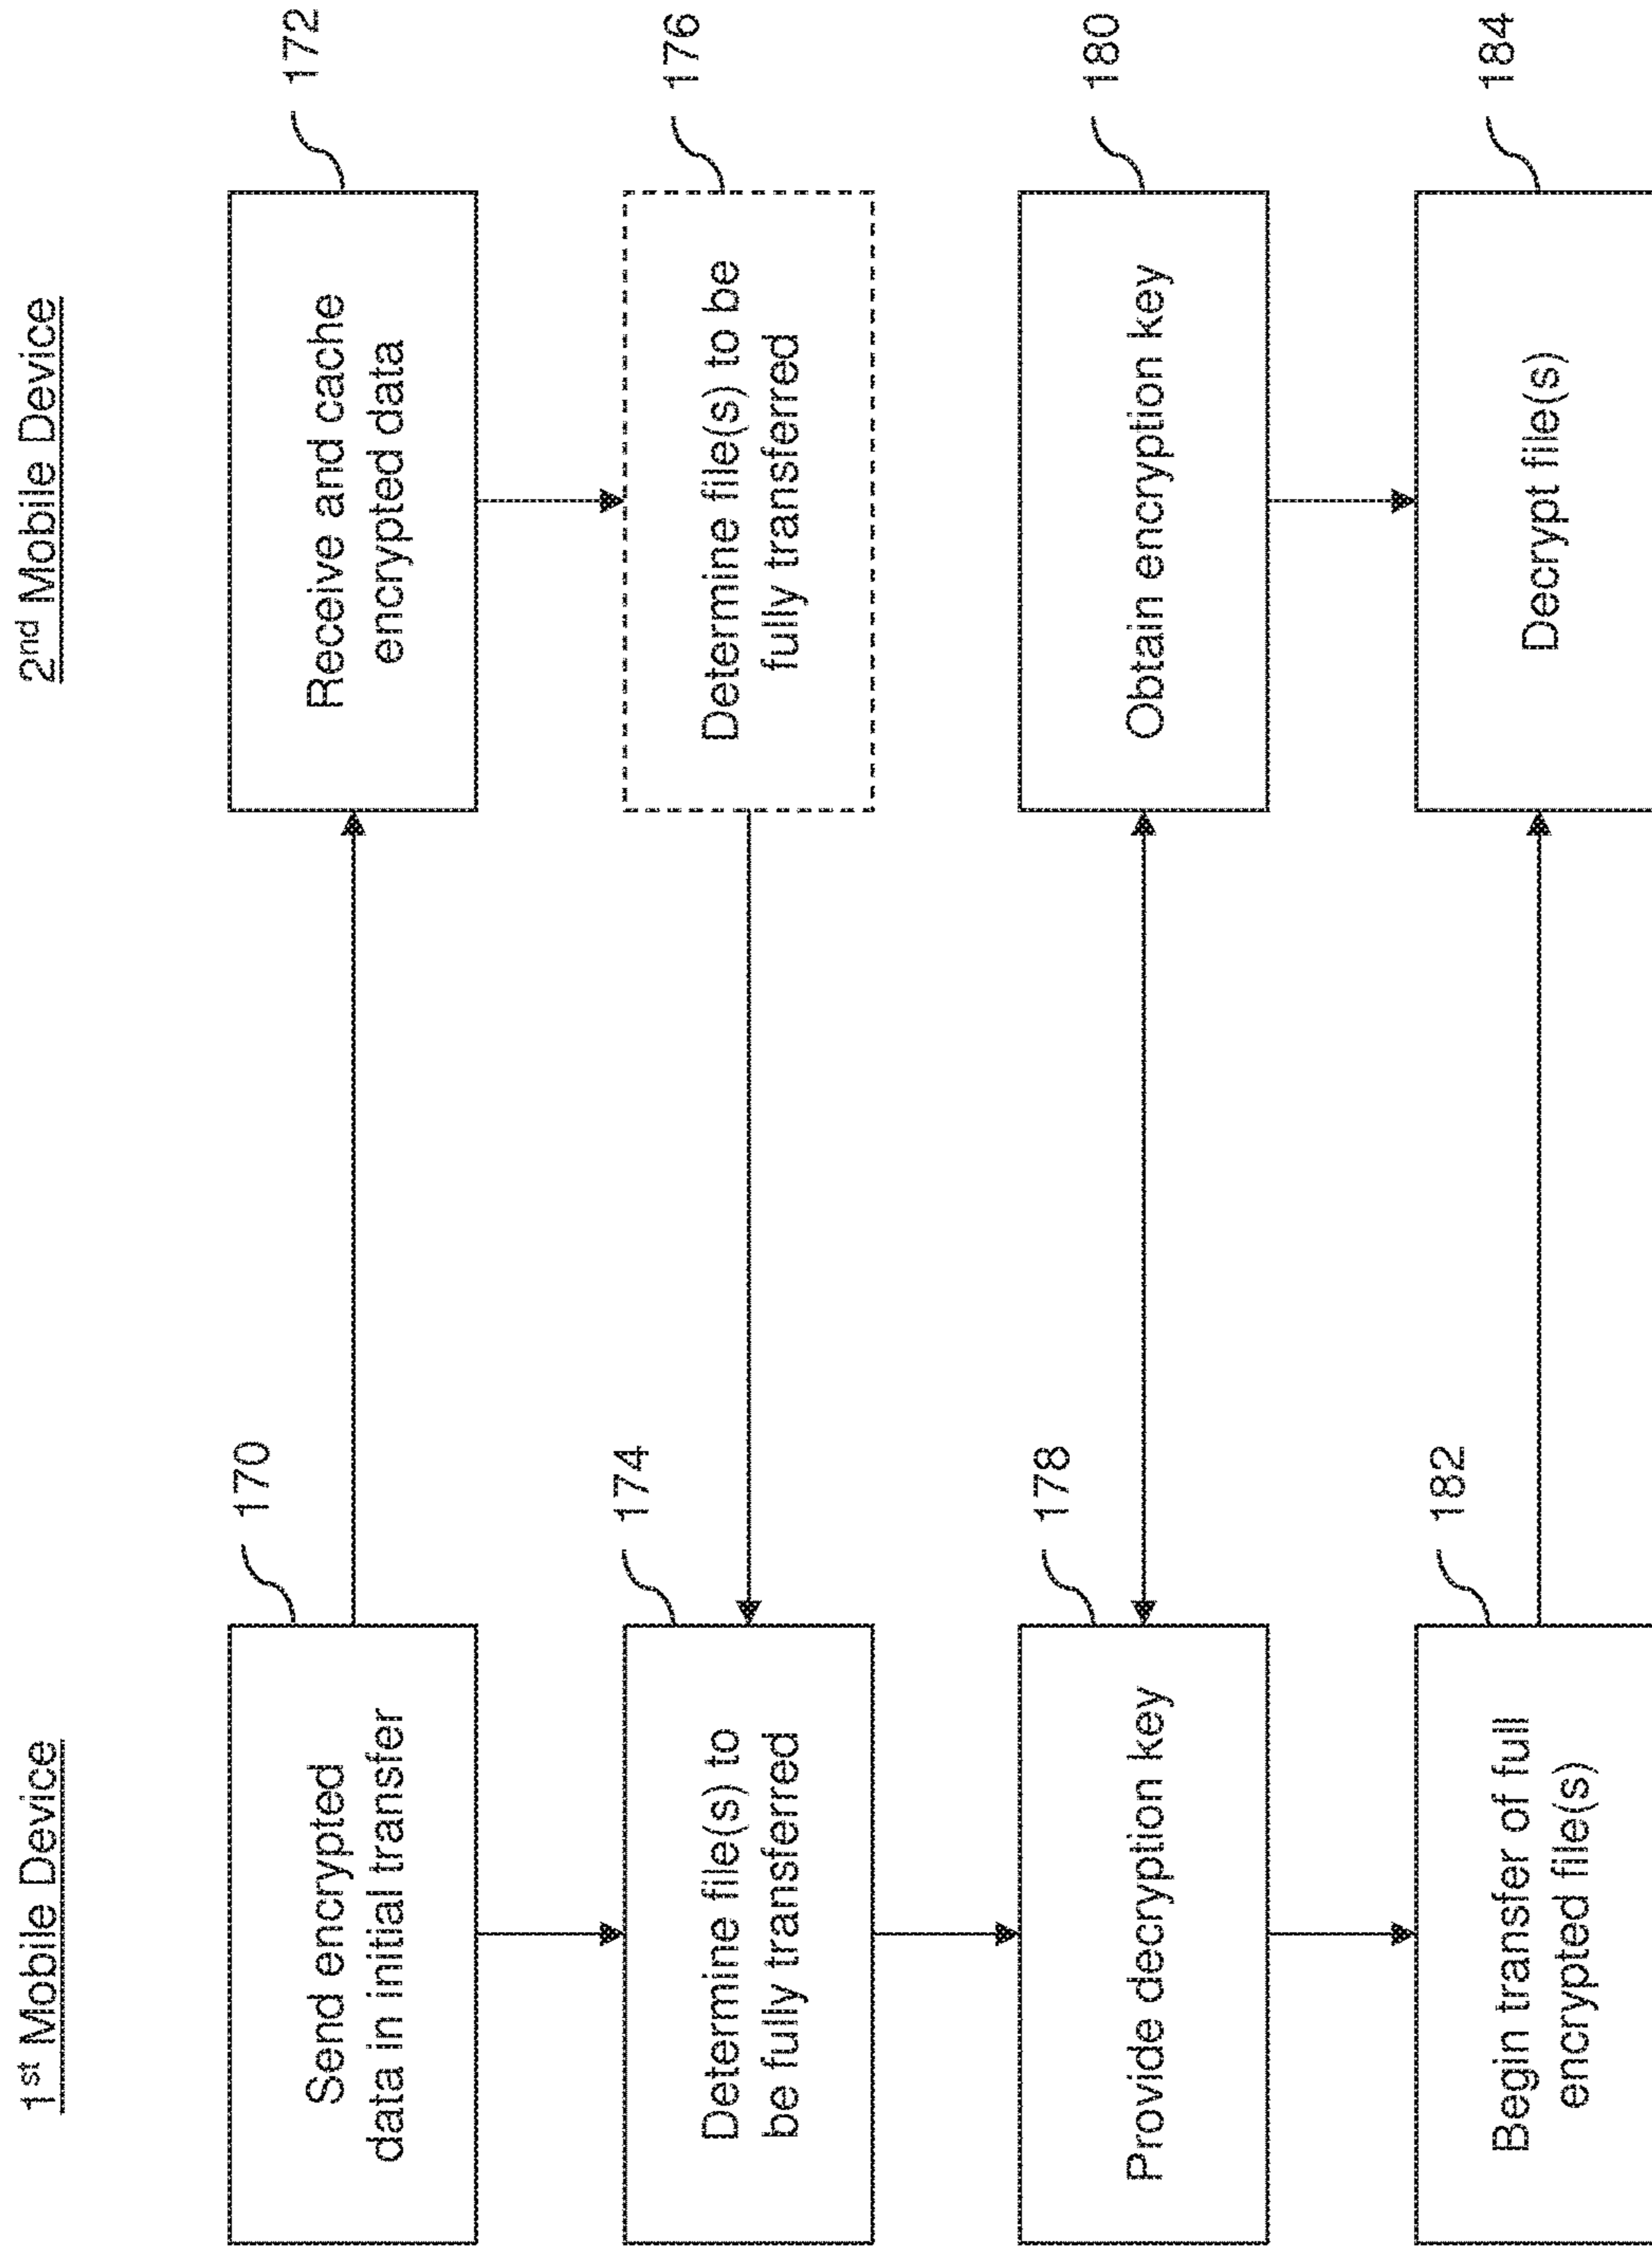 1st Mobile Device
2nd Mobile Device
170
Send encrypted
data in initial transfer
172
Receive and cache
encrypted data
174
Determine file(s) to
be fully transferred
176
Determine file(s) to be
fully transferred
178
Provide decryption key
180
Obtain encryption key
182
Begin transfer of full
encrypted file(s)
184
Decrypt file(s)